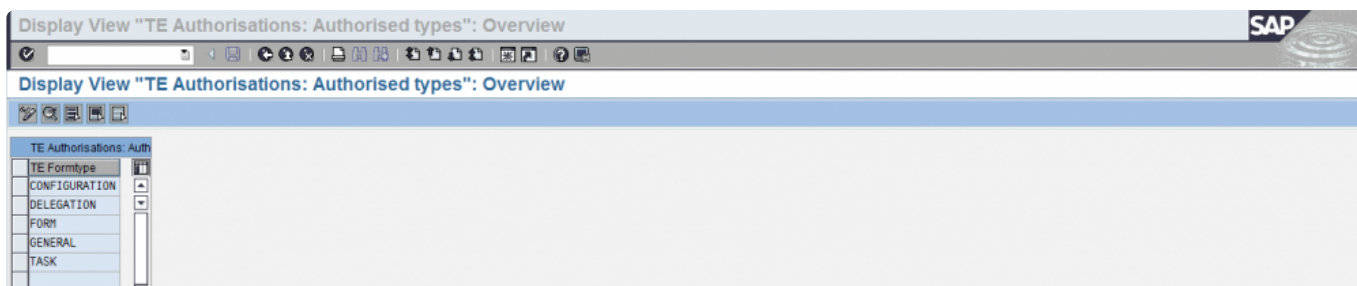 Display View "TE Authorisations: Authorised types": Overview
SAP
Display View "TE Authorisations: Authorised types": Overview
TE Authorisations: Auth
TE Formtype
CONFIGURATION
DELEGATION
FORM
GENERAL
TASK